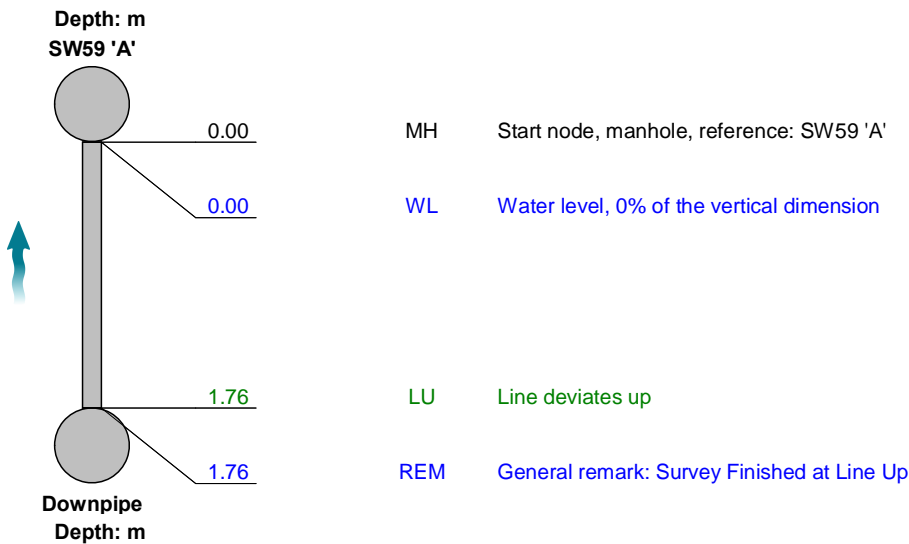 Depth: m
SW59 'A'
0.00 MH Start node, manhole, reference: SW59 'A'
0.00 WL Water level, 0% of the vertical dimension
1.76 LU Line deviates up
1.76 REM General remark: Survey Finished at Line Up
Downpipe
Depth: m